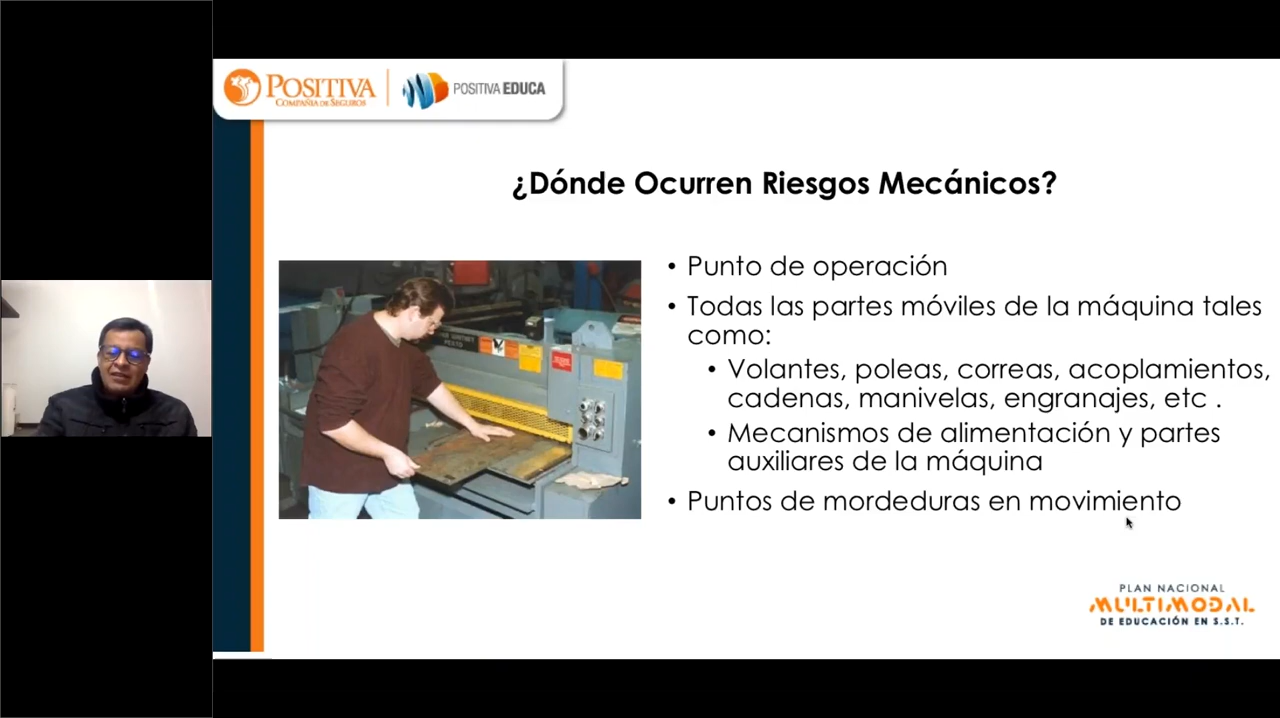 POSITIVA
COMPAÑÍA DE SEGUROS
POSITIVA EDUCA
¿Dónde Ocurren Riesgos Mecánicos?
• Punto de operación
• Todas las partes móviles de la máquina tales
como:
• Volantes, poleas, correas, acoplamientos,
cadenas, manivelas, engranajes, etc .
• Mecanismos de alimentación y partes
auxiliares de la máquina
• Puntos de mordeduras en movimiento
PLAN NACIONAL
MULTIMODAL
DE EDUCACIÓN EN S.S.T.